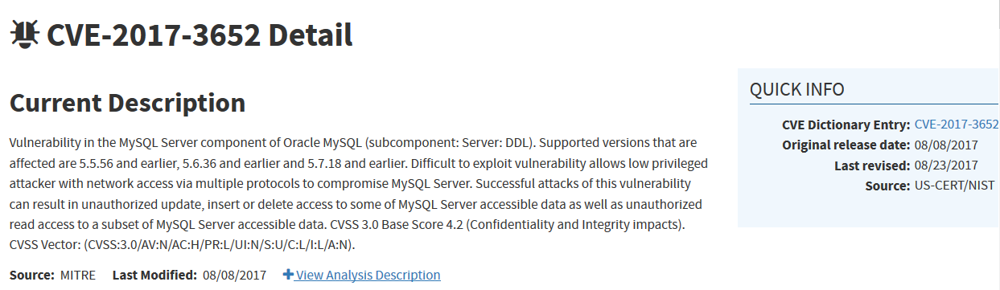 CVE-2017-3652 Detail
Current Description
Vulnerability in the MySQL Server component of Oracle MySQL (subcomponent: Server: DDL). Supported versions that are
affected are 5.5.56 and earlier, 5.6.36 and earlier and 5.7.18 and earlier. Difficult to exploit vulnerability allows low privileged
attacker with network access via multiple protocols to compromise MySQL Server. Successful attacks of this vulnerability
can result in unauthorized update, insert or delete access to some of MySQL Server accessible data as well as unauthorized
read access to a subset of MySQL Server accessible data. CVSS 3.0 Base Score 4.2 (Confidentiality and Integrity impacts).
CVSS Vector: (CVSS:3.0/AV:N/AC:H/PR:L/UI:N/S:U/C:L/I:L/A:N).
Source: MITRE Last Modified: 08/08/2017 View Analysis Description
QUICK INFO
CVE Dictionary Entry: CVE-2017-3652
Original release date: 08/08/2017
Last revised: 08/23/2017
Source: US-CERT/NIST